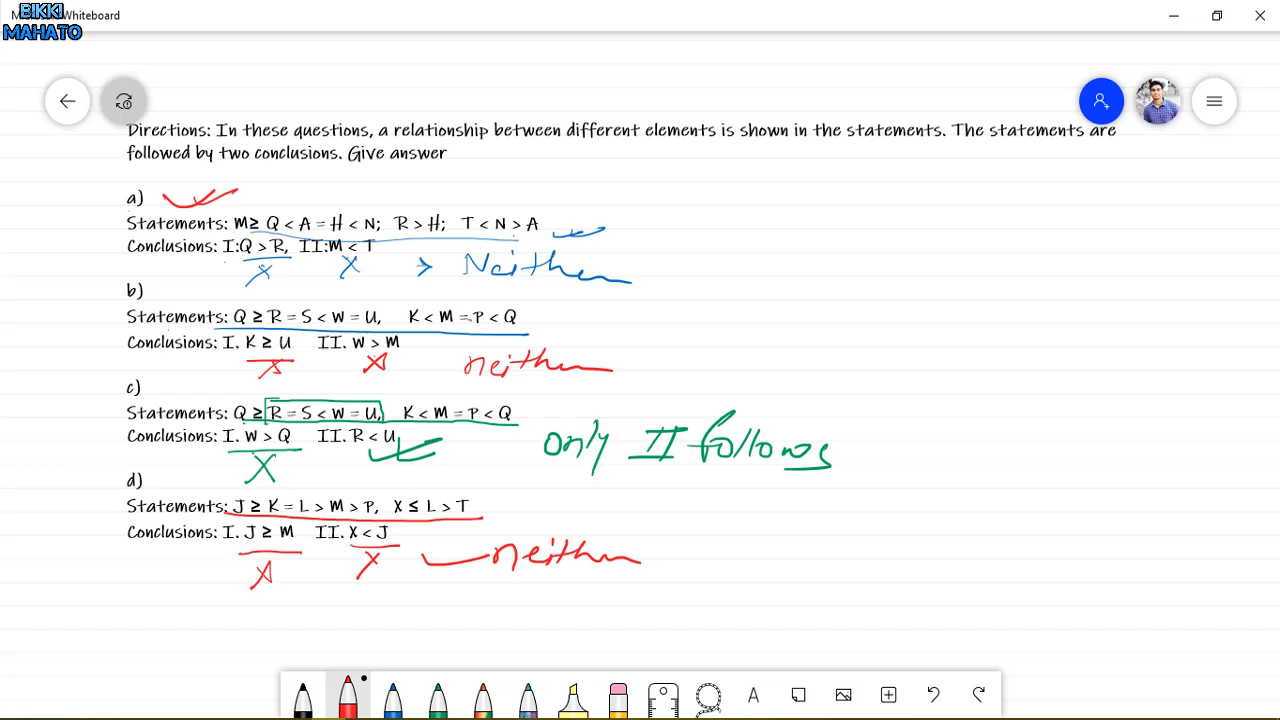 BIKKI
Whiteboard
MAHATO
Directions: In these questions, a relationship between different elements is shown in the statements. The statements are
followed by two conclusions. Give answer
a)
Statements: M≥ Q < A = H < N; R > H; T < N > A
Conclusions: I:Q > R, II:M < T
X X > Neither
b)
Statements: Q ≥ R = S < W = U, K < M = P < Q
Conclusions: I. K ≥ U II. W > M
X X neither
c)
Statements: Q ≥ R = S < W = U, K < M = P < Q
Conclusions: I. W > Q II. R < U
X only II follows
d)
Statements: J ≥ K = L > M > P, X ≤ L > T
Conclusions: I. J ≥ M II. X < J
X X neither
A